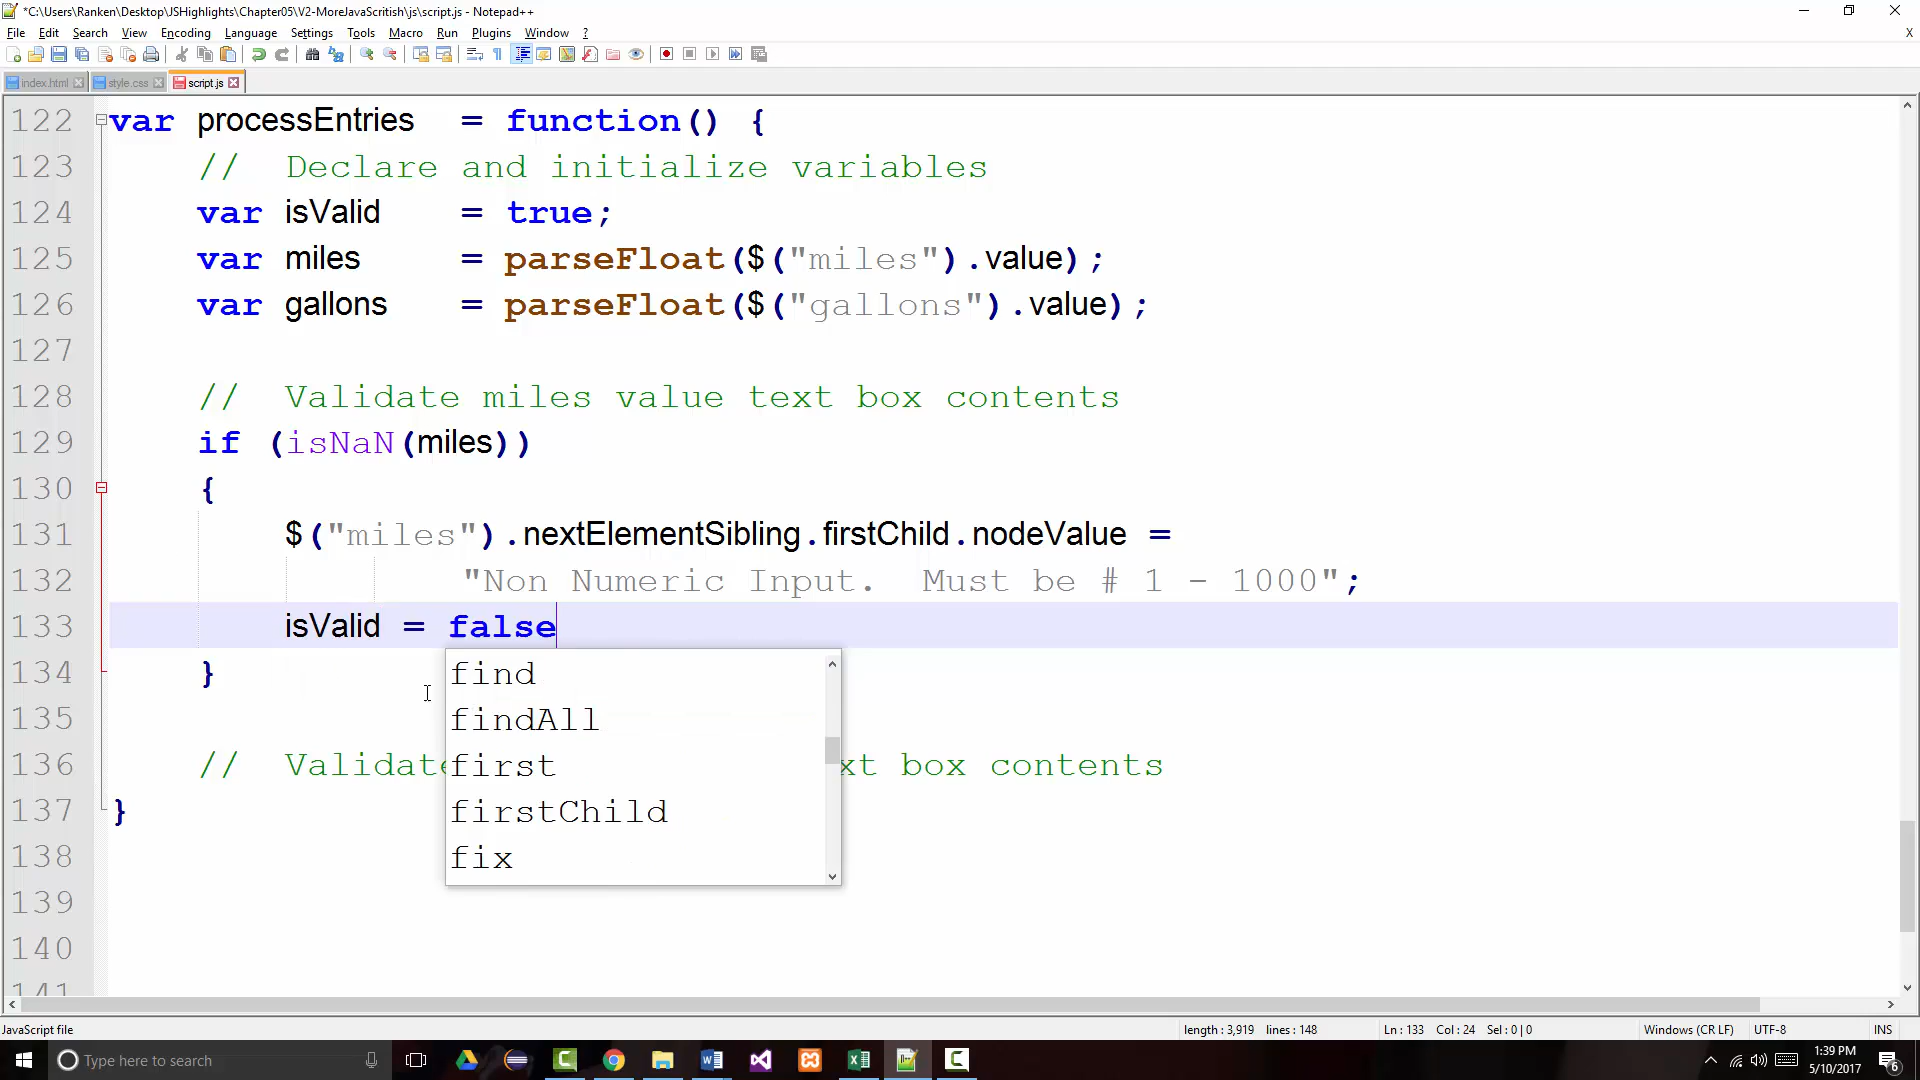 *C:\Users\Ranken\Desktop\JSHighlights\Chapter05\V2-MoreJavaScritish\js\script.js - Notepad++
File Edit Search View Encoding Language Settings Tools Macro Run Plugins Window ? X
index.html style.css script.js
122 var processEntries = function() {
123 // Declare and initialize variables
124 var isValid = true;
125 var miles = parseFloat($("miles").value);
126 var gallons = parseFloat($("gallons").value);
127
128 // Validate miles value text box contents
129 if (isNaN(miles))
130 {
131 $("miles").nextElementSibling.firstChild.nodeValue =
132 "Non Numeric Input. Must be # 1 - 1000";
133 isValid = false
134 }
find
135
findAll
136 // Validate xt box contents
first
137 }
firstChild
138
fix
139
140
141
JavaScript file length : 3,919 lines : 148 Ln : 133 Col : 24 Sel : 0 | 0 Windows (CR LF) UTF-8 INS
Type here to search
1:39 PM
5/10/2017
6